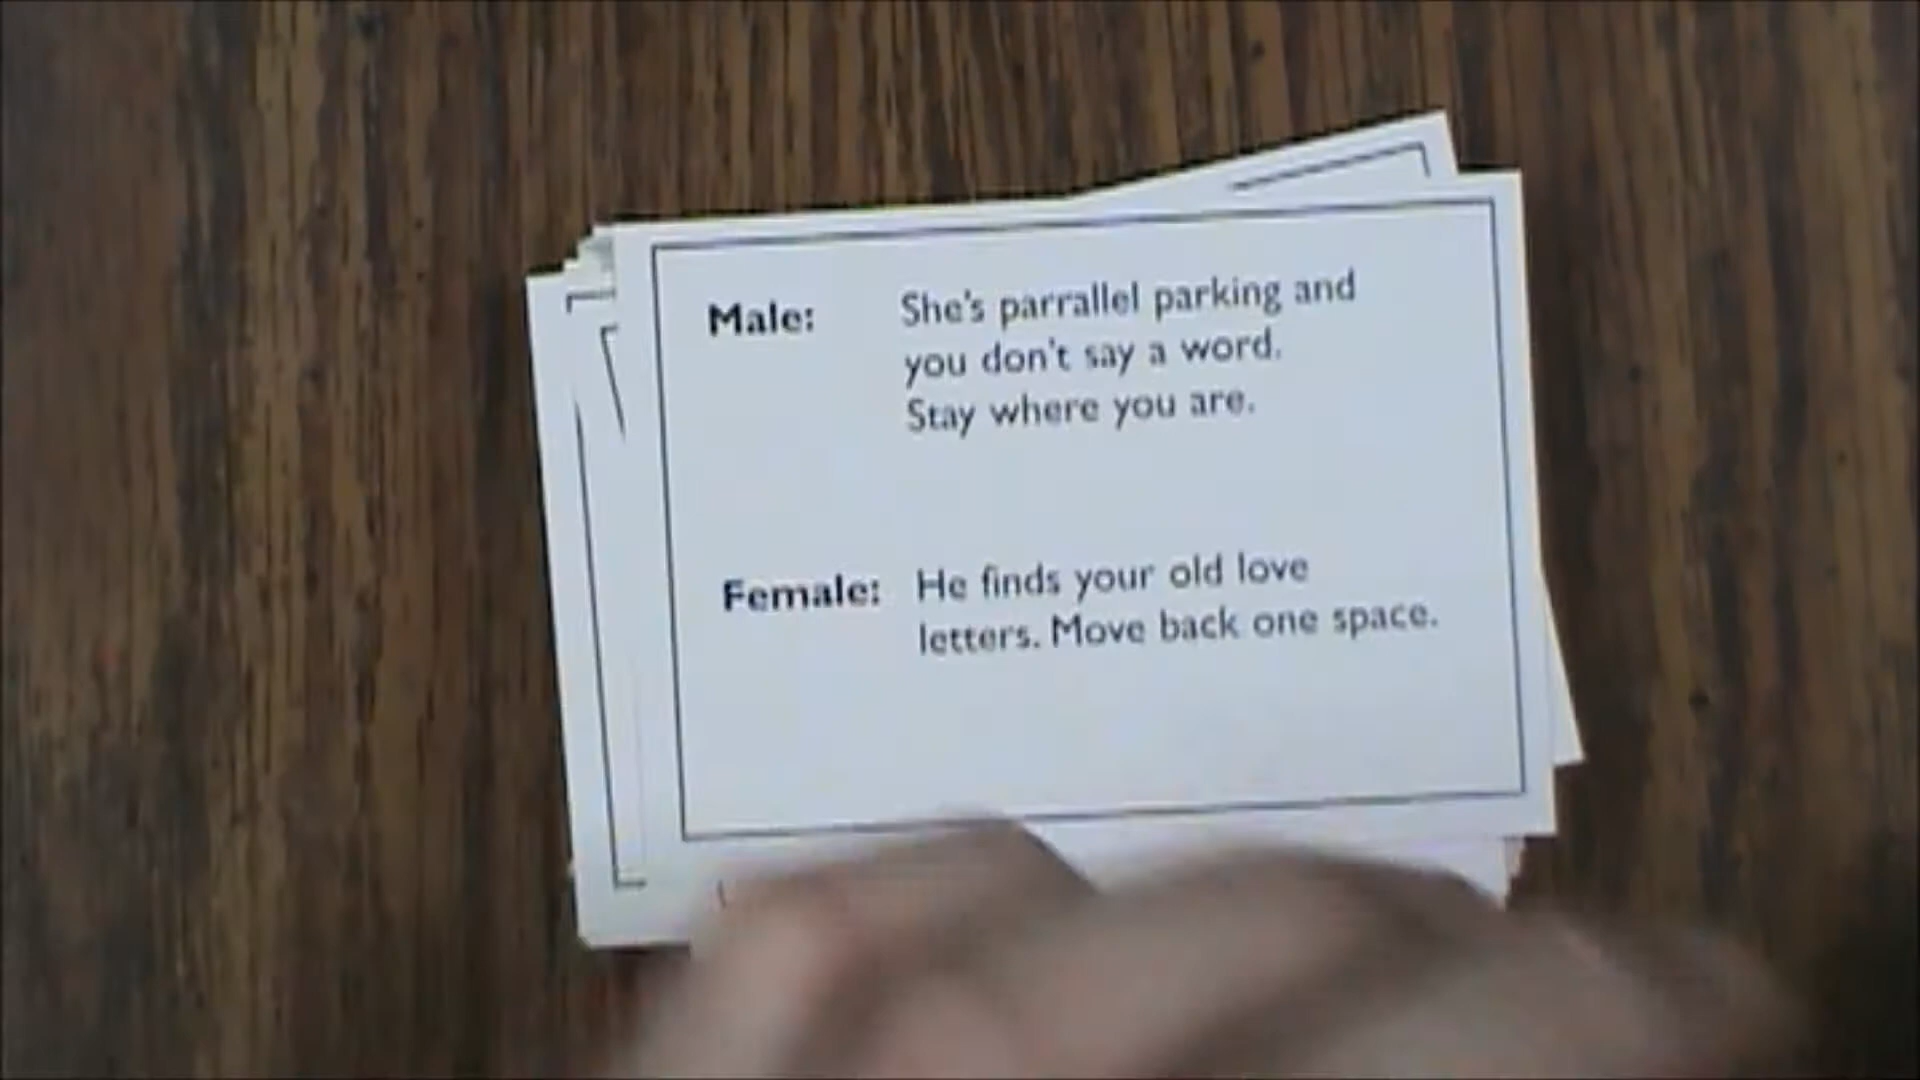 Male: She's parrallel parking and
you don't say a word.
Stay where you are.
Female: He finds your old love
letters. Move back one space.